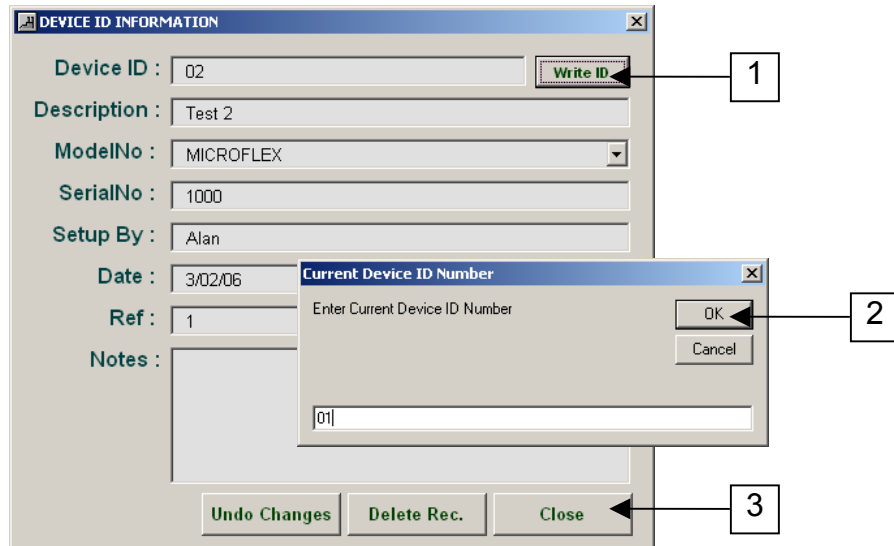 DEVICE ID INFORMATION
Device ID : 02 Write ID 1
Description : Test 2
ModelNo : MICROFLEX
SerialNo : 1000
Setup By : Alan
Date : 3/02/06
Ref : 1
Notes :
Current Device ID Number
Enter Current Device ID Number
OK 2
Cancel
01
Undo Changes Delete Rec. Close 3